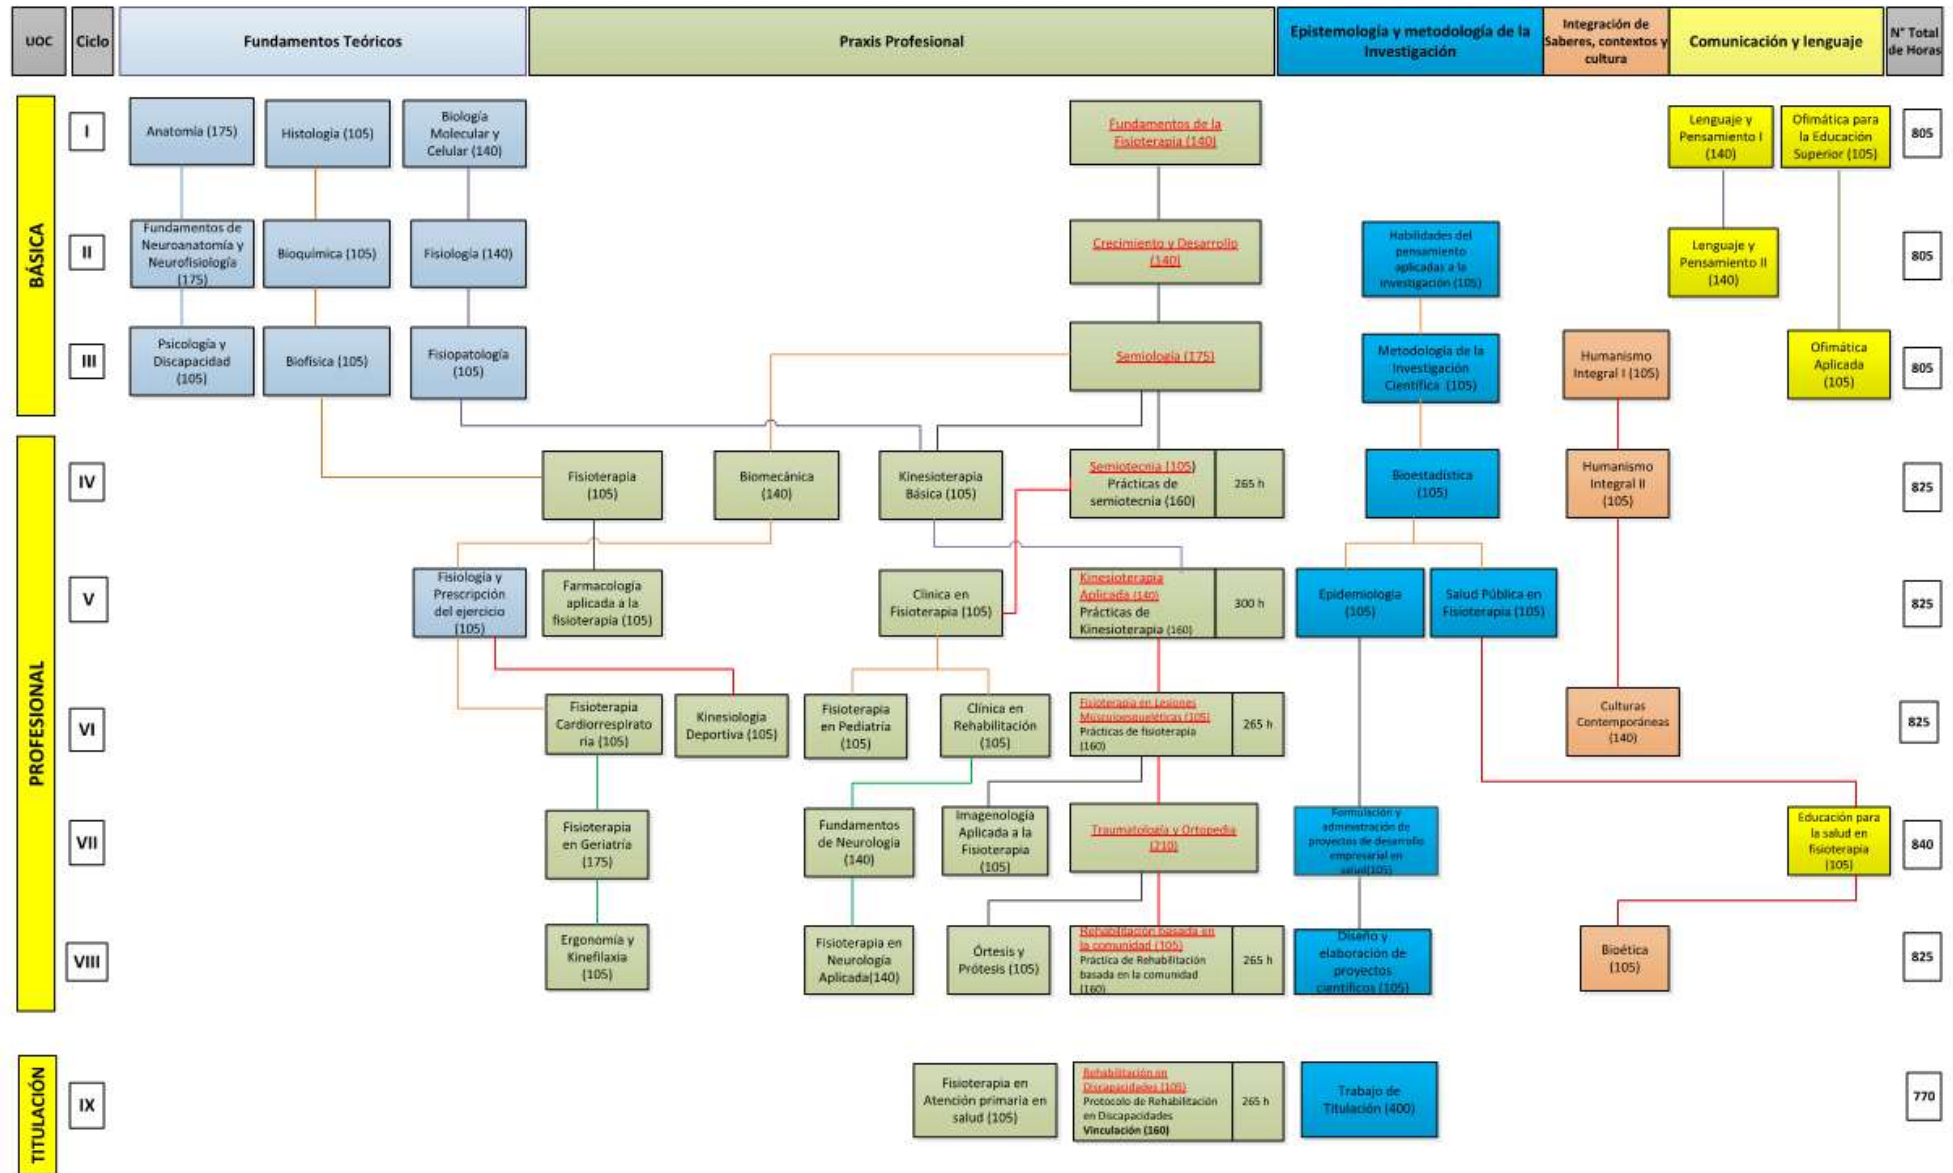 UOC
Ciclo
Fundamentos Teóricos
Praxis Profesional
Epistemología y metodología de la
Investigación
Integración de
Saberes, contextos y
cultura
Comunicación y lenguaje
N° Total
de Horas
BÁSICA
I
Anatomía (175)
Histología (105)
Biología
Molecular y
Celular (140)
Fundamentos de la
Fisioterapia (140)
Lenguaje y
Pensamiento I
(140)
Ofimática para
la Educación
Superior (105)
805
II
Fundamentos de
Neuroanatomía y
Neurofisiología
(175)
Bioquímica (105)
Fisiología (140)
Crecimiento y Desarrollo
(140)
Habilidades del
pensamiento
aplicadas a la
investigación (105)
Lenguaje y
Pensamiento II
(140)
805
III
Psicología y
Discapacidad
(105)
Biofísica (105)
Fisiopatología
(105)
Semiología (175)
Metodología de la
Investigación
Científica (105)
Humanismo
Integral I (105)
Ofimática
Aplicada
(105)
805
PROFESIONAL
IV
Fisioterapia
(105)
Biomecánica
(140)
Kinesioterapia
Básica (105)
Semiotecnia (105)
Prácticas de
semiotecnia (160)
265 h
Bioestadística
(105)
Humanismo
Integral II
(105)
825
V
Fisiología y
Prescripción
del ejercicio
(105)
Farmacología
aplicada a la
fisioterapia (105)
Clínica en
Fisioterapia (105)
Kinesioterapia
Aplicada (140)
Prácticas de
Kinesioterapia (160)
300 h
Epidemiología
(105)
Salud Pública en
Fisioterapia (105)
825
VI
Fisioterapia
Cardiorrespirato
ria (105)
Kinesiología
Deportiva (105)
Fisioterapia
en Pediatría
(105)
Clínica en
Rehabilitación
(105)
Fisioterapia en Lesiones
Musculoesqueléticas (105)
Prácticas de fisioterapia
(160)
265 h
Culturas
Contemporáneas
(140)
825
VII
Fisioterapia
en Geriatría
(175)
Fundamentos
de Neurología
(140)
Imagenología
Aplicada a la
Fisioterapia
(105)
Traumatología y Ortopedia
(210)
Formulación y
administración de
proyectos de desarrollo
empresarial en
salud(105)
Educación para
la salud en
fisioterapia
(105)
840
VIII
Ergonomía y
Kinefilaxia
(105)
Fisioterapia en
Neurología
Aplicada(140)
Órtesis y
Prótesis (105)
Rehabilitación basada en
la comunidad (105)
Práctica de Rehabilitación
basada en la comunidad
(160)
265 h
Diseño y
elaboración de
proyectos
científicos (105)
Bioética
(105)
825
TITULACIÓN
IX
Fisioterapia en
Atención primaria en
salud (105)
Rehabilitación en
Discapacidades (105)
Protocolo de Rehabilitación
en Discapacidades
Vinculación (160)
265 h
Trabajo de
Titulación (400)
770